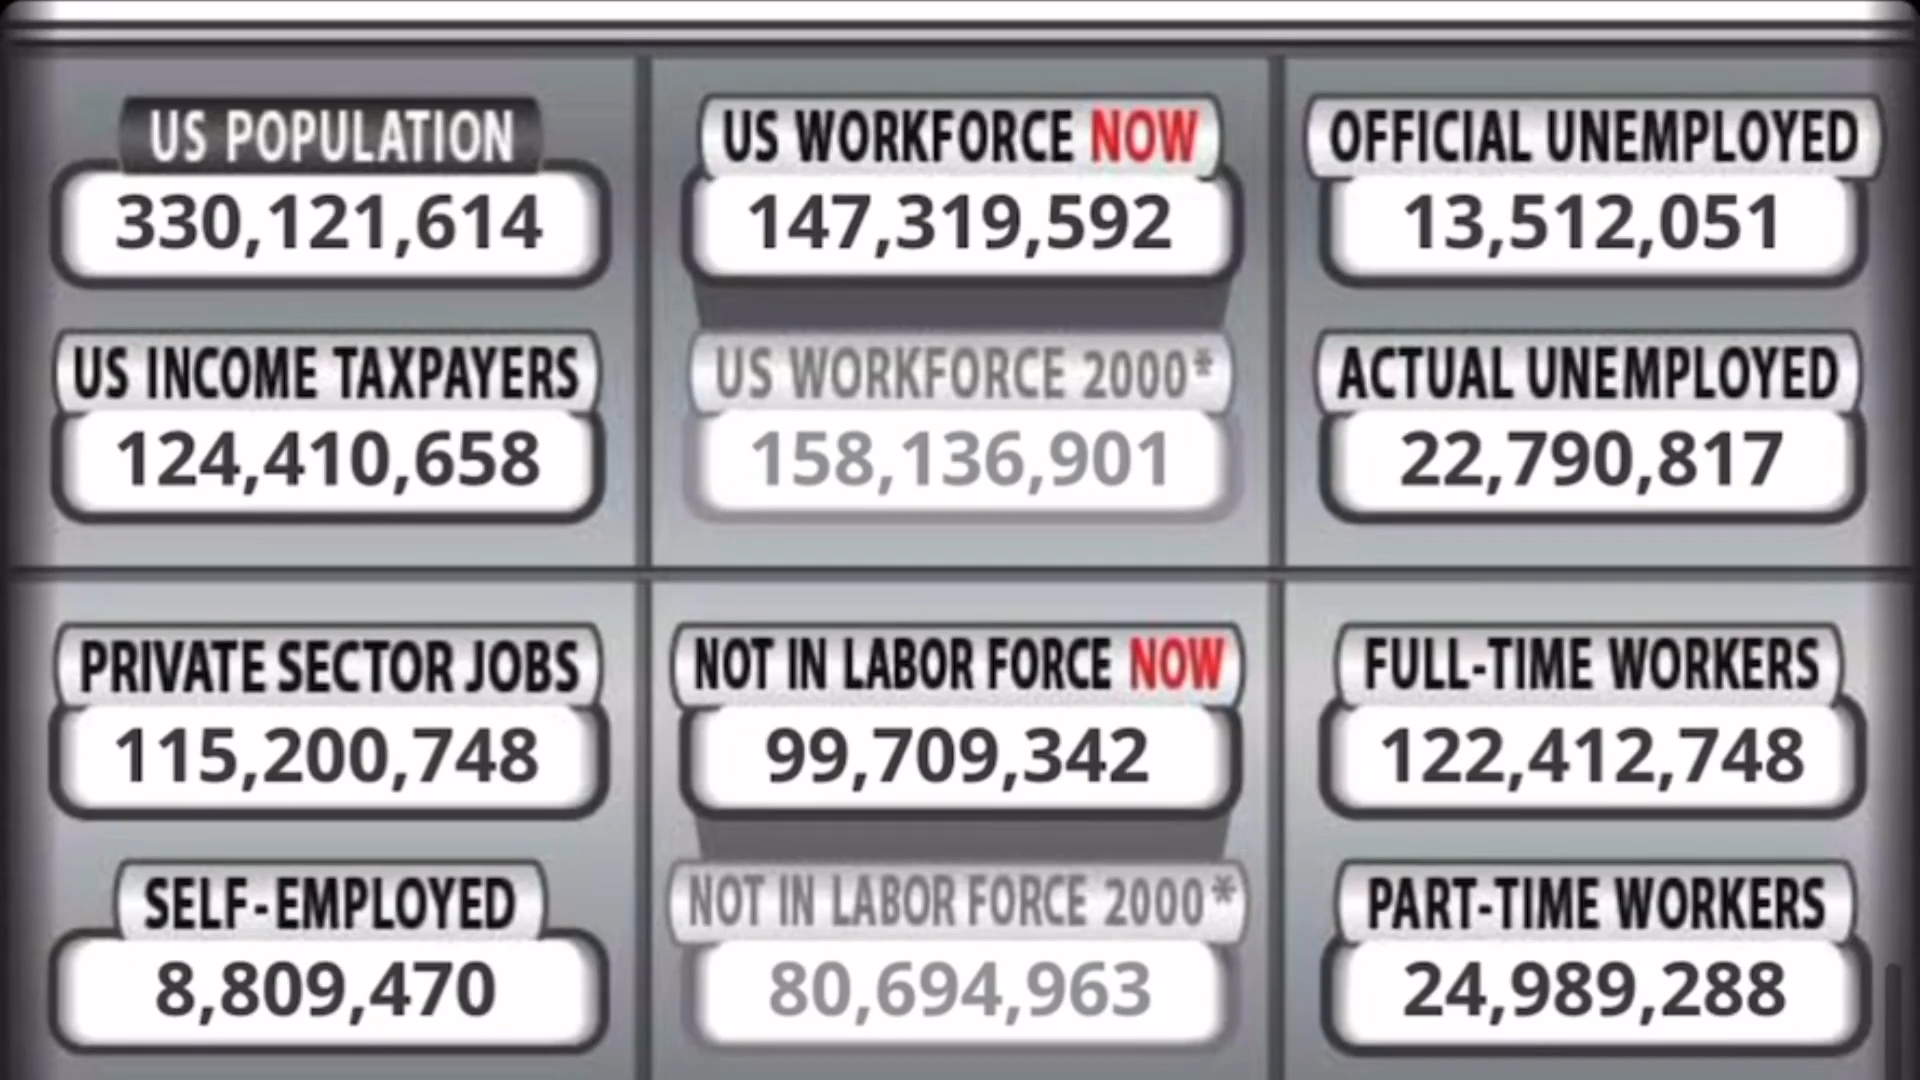 US POPULATION
330,121,614
US WORKFORCE NOW
147,319,592
OFFICIAL UNEMPLOYED
13,512,051
US INCOME TAXPAYERS
124,410,658
US WORKFORCE 2000*
158,136,901
ACTUAL UNEMPLOYED
22,790,817
PRIVATE SECTOR JOBS
115,200,748
NOT IN LABOR FORCE NOW
99,709,342
FULL-TIME WORKERS
122,412,748
SELF-EMPLOYED
8,809,470
NOT IN LABOR FORCE 2000*
80,694,963
PART-TIME WORKERS
24,989,288